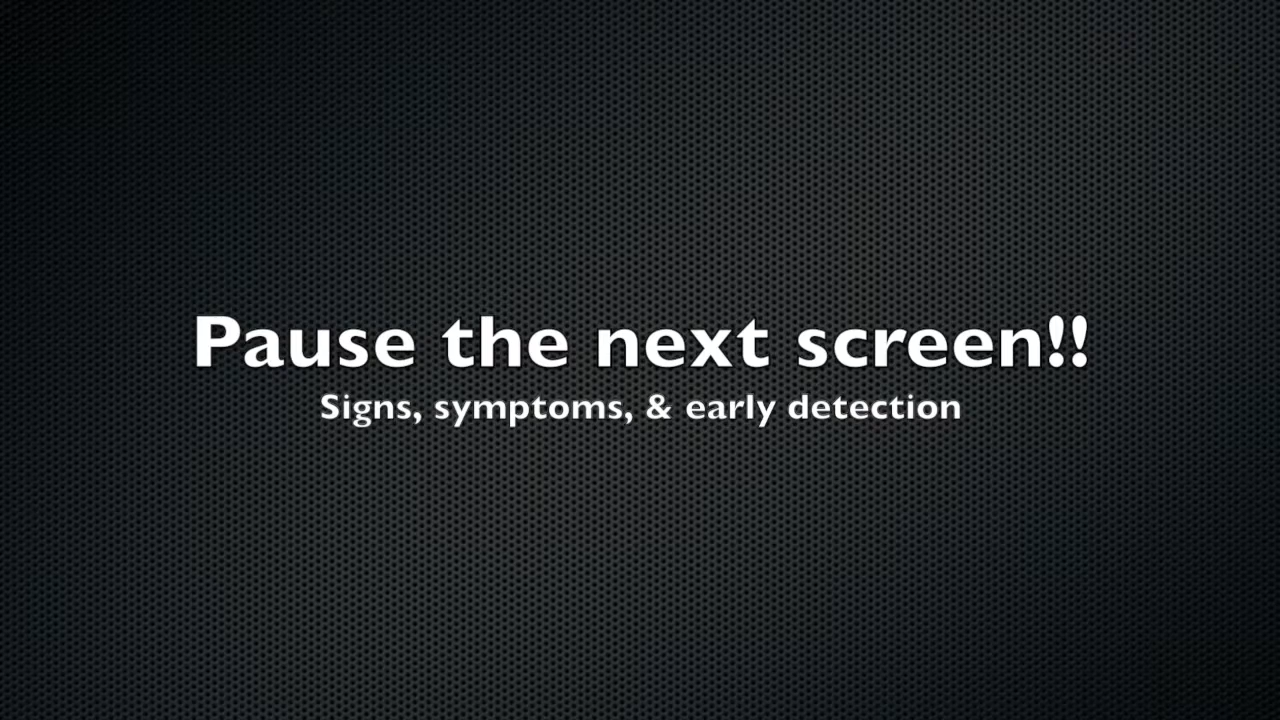 Pause the next screen!!
Signs, symptoms, & early detection